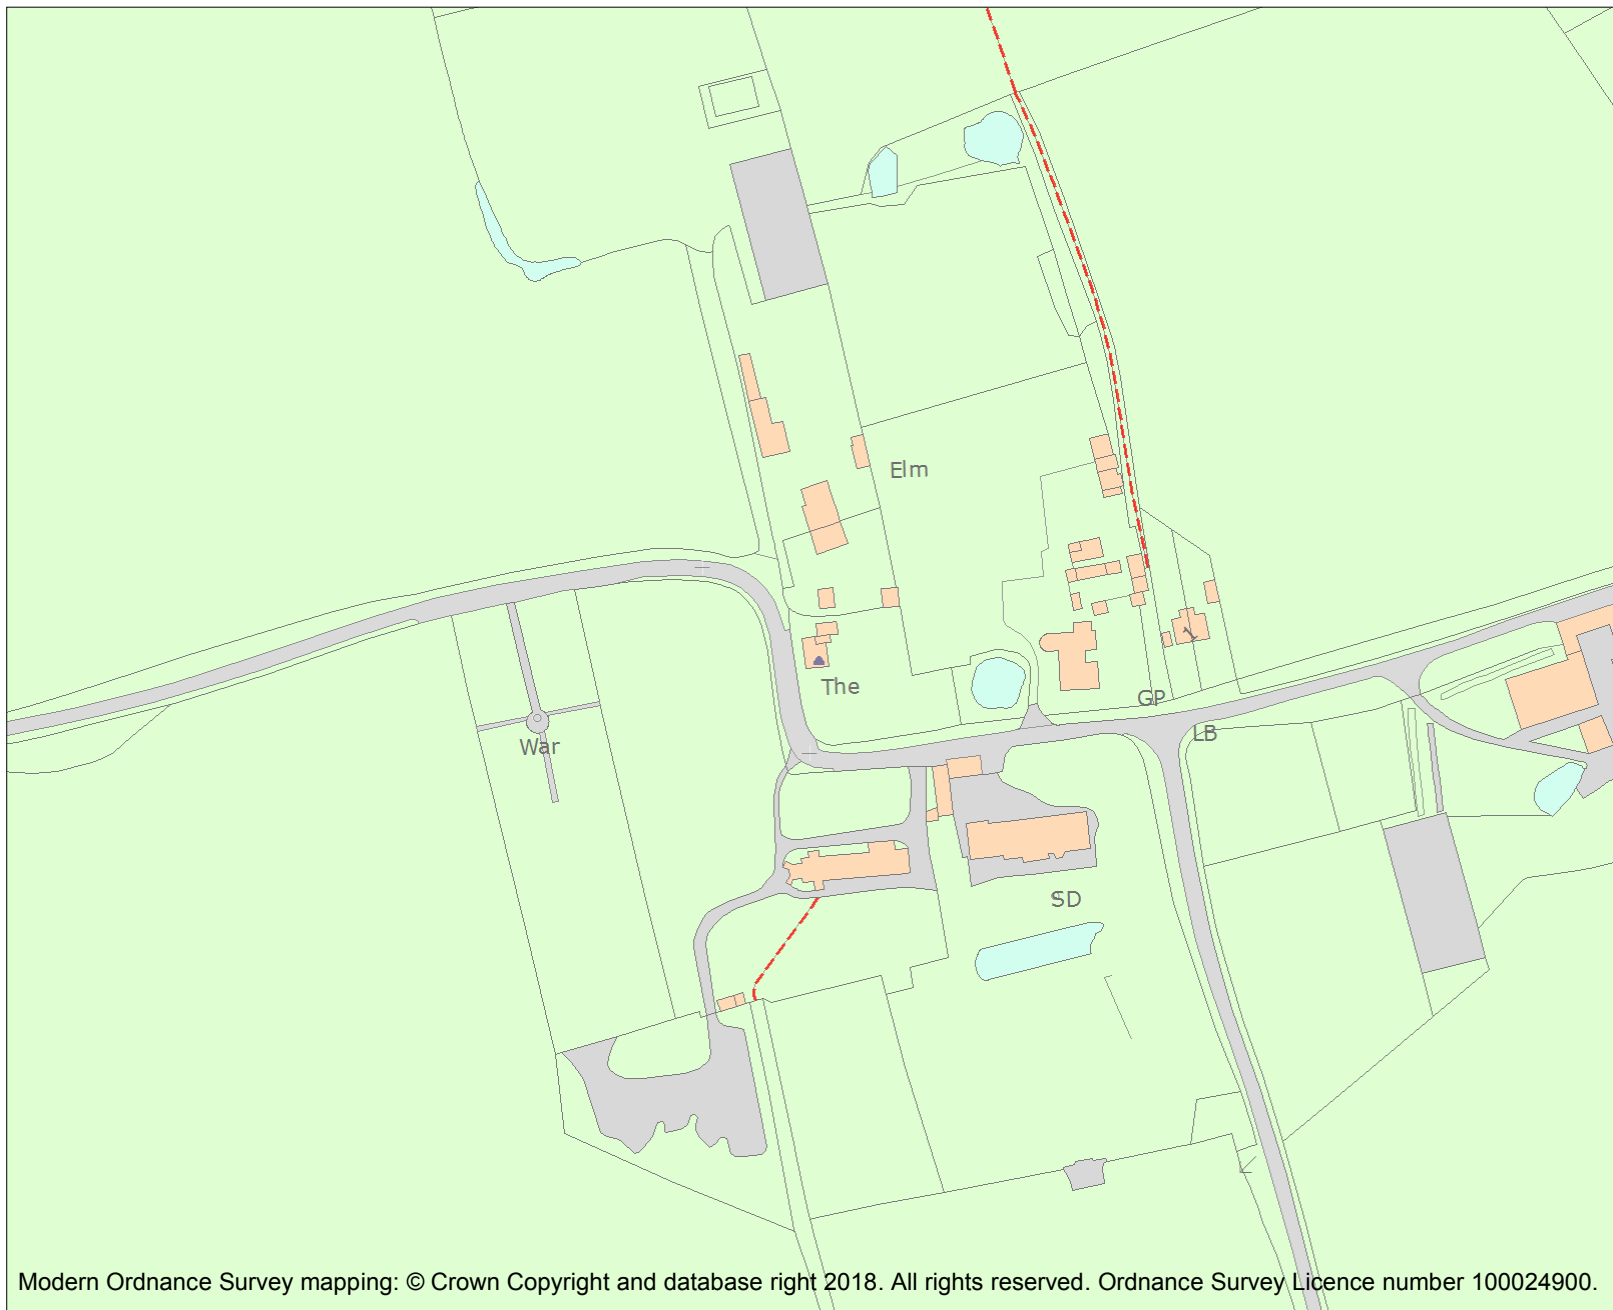 Elm
1
The
GP
LB
War
SD
Modern Ordnance Survey mapping: © Crown Copyright and database right 2018. All rights reserved. Ordnance Survey Licence number 100024900.